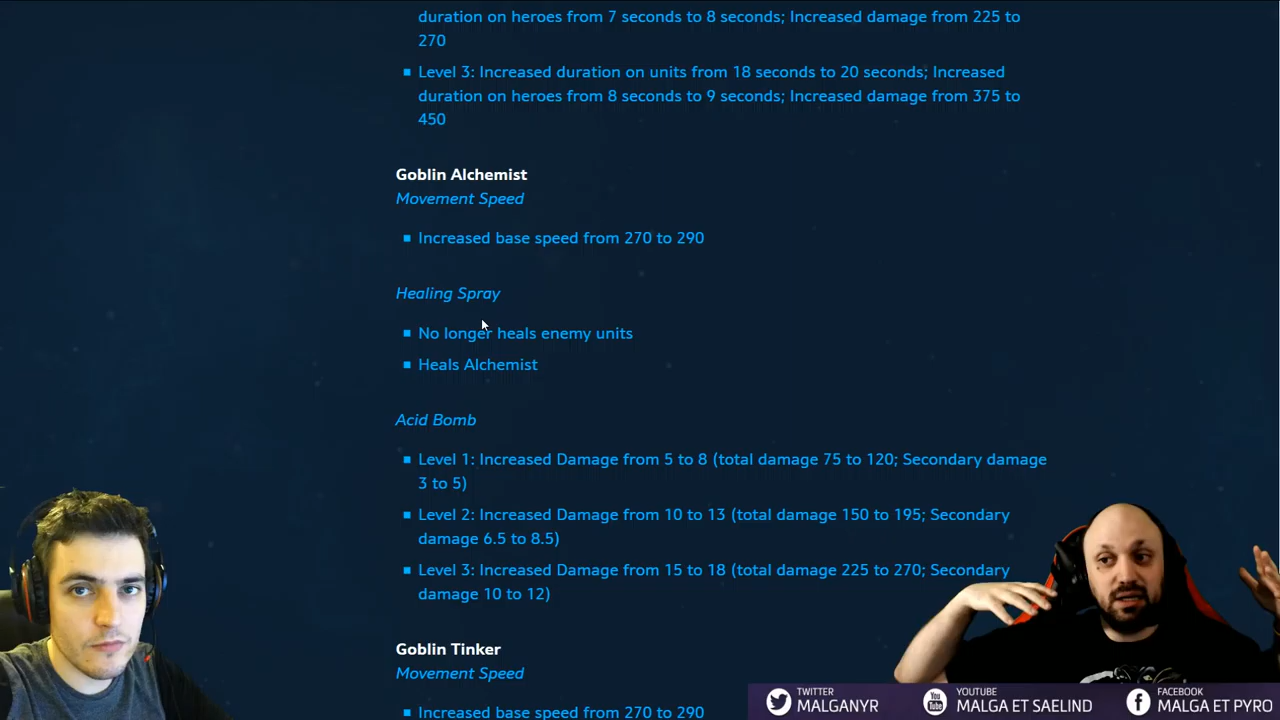 duration on heroes from 7 seconds to 8 seconds; Increased damage from 225 to
270
Level 3: Increased duration on units from 18 seconds to 20 seconds; Increased
duration on heroes from 8 seconds to 9 seconds; Increased damage from 375 to
450
Goblin Alchemist
Movement Speed
Increased base speed from 270 to 290
Healing Spray
No longer heals enemy units
Heals Alchemist
Acid Bomb
Level 1: Increased Damage from 5 to 8 (total damage 75 to 120; Secondary damage
3 to 5)
Level 2: Increased Damage from 10 to 13 (total damage 150 to 195; Secondary
damage 6.5 to 8.5)
Level 3: Increased Damage from 15 to 18 (total damage 225 to 270; Secondary
damage 10 to 12)
Goblin Tinker
Movement Speed
Increased base speed from 270 to 290
TWITTER
MALGANYR
You Tube
YOUTUBE
MALGA ET SAELIND
FACEBOOK
MALGA ET PYRO